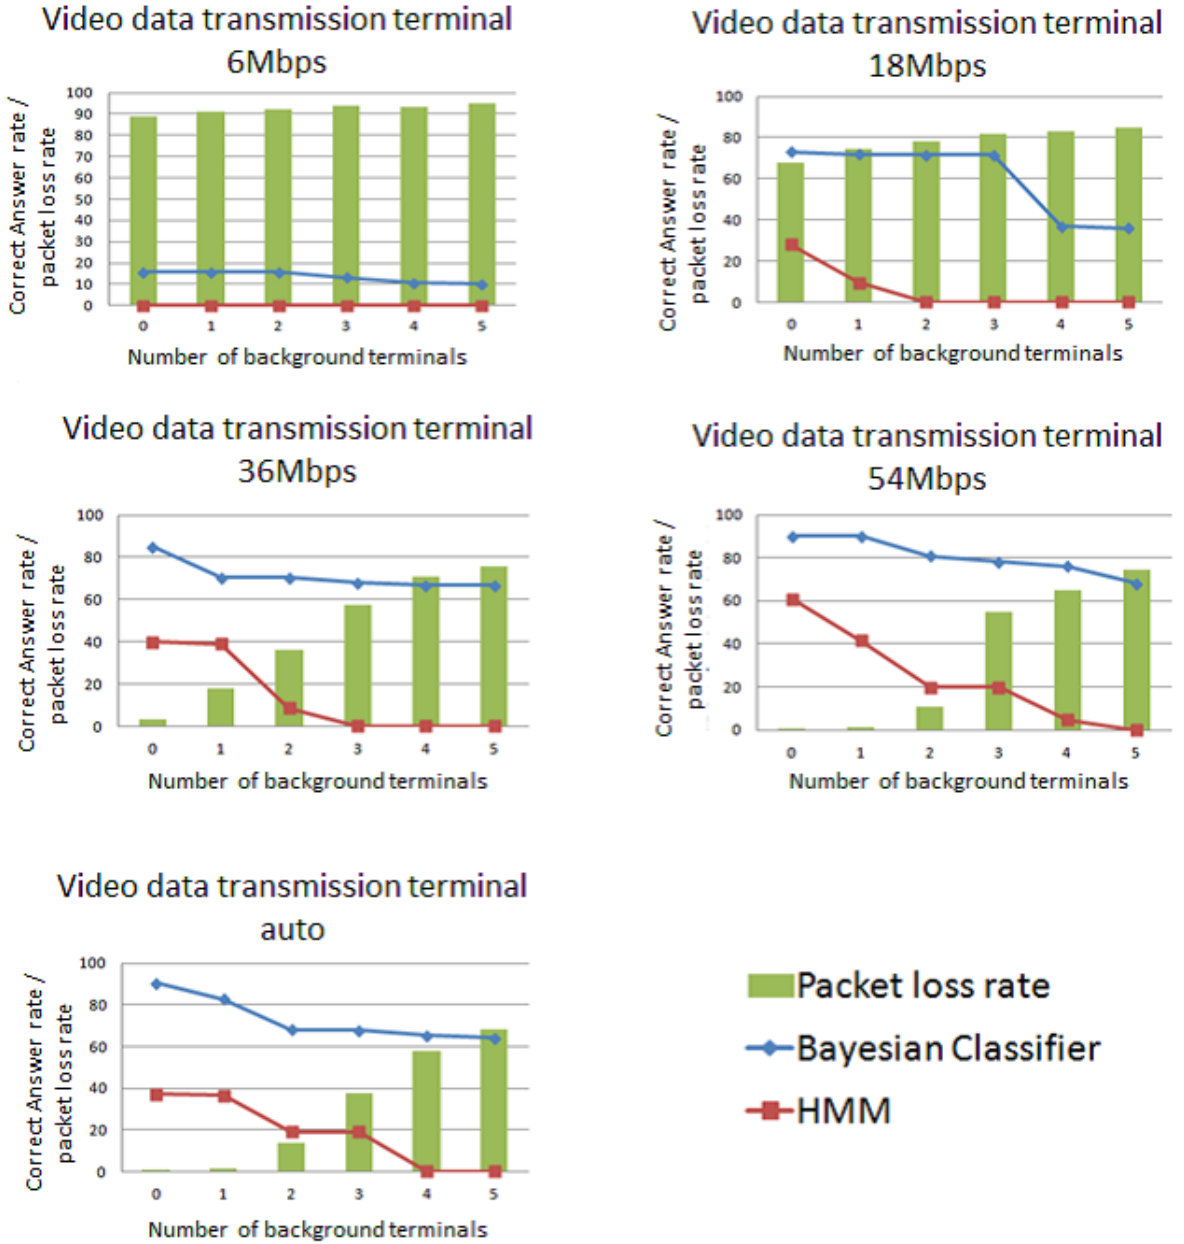 Video data transmission terminal
6Mbps
Correct Answer rate /
packet loss rate
100
90
80
70
60
50
40
30
20
10
0
0 1 2 3 4 5
Number of background terminals
Video data transmission terminal
18Mbps
Correct Answer rate /
packet loss rate
100
80
60
40
20
0
0 1 2 3 4 5
Number of background terminals
Video data transmission terminal
36Mbps
Correct Answer rate /
packet loss rate
100
80
60
40
20
0
0 1 2 3 4 5
Number of background terminals
Video data transmission terminal
54Mbps
Correct Answer rate /
packet loss rate
100
80
60
40
20
0
0 1 2 3 4 5
Number of background terminals
Video data transmission terminal
auto
Correct Answer rate /
packet loss rate
100
80
60
40
20
0
0 1 2 3 4 5
Number of background terminals
Packet loss rate
Bayesian Classifier
HMM